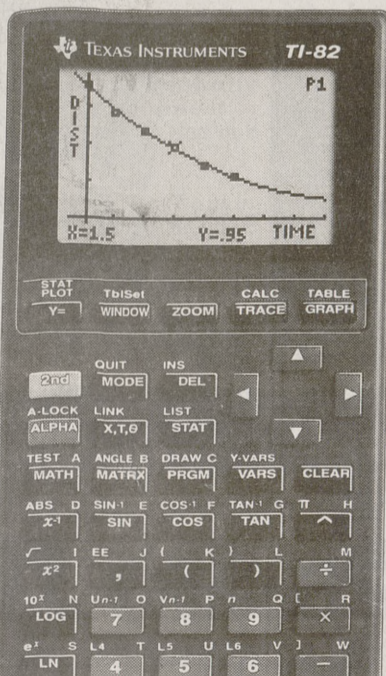 TEXAS INSTRUMENTS TI-82
P1
DIST
X=1.5 Y=.95 TIME
STAT PLOT TblSet CALC TABLE
Y= WINDOW ZOOM TRACE GRAPH
QUIT INS
2nd MODE DEL
A-LOCK LINK LIST
ALPHA X,T,θ STAT
TEST A ANGLE B DRAW C Y-VARS
MATH MATRX PRGM VARS CLEAR
ABS D SIN-1 E COS-1 F TAN-1 G π H
x-1 SIN COS TAN ^
√ I EE J ( K ) L M
x² , ( ) ÷
10x N Un-1 O Vn-1 P n Q [ R
LOG 7 8 9 ×
ex S L4 T L5 U L6 V ] W
LN 4 5 6 −